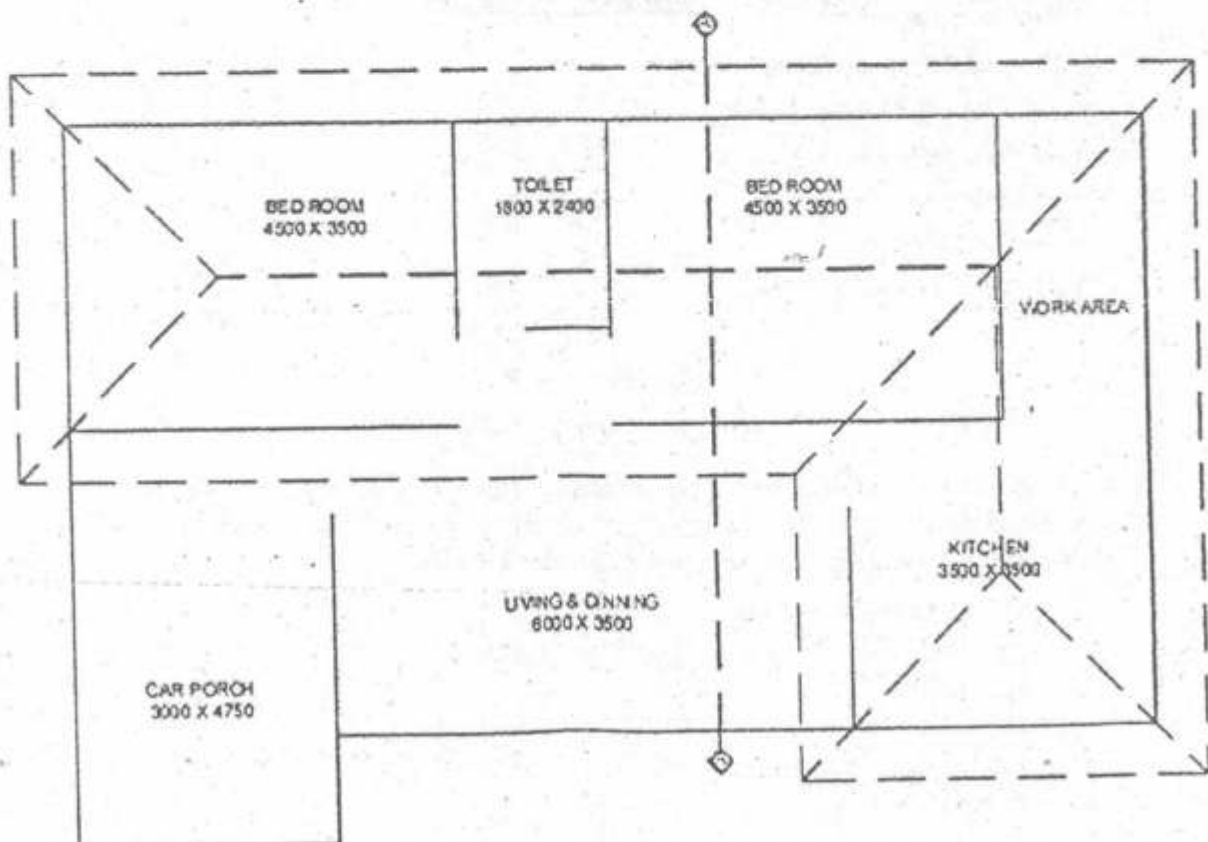 BED ROOM
4500 X 3500
TOILET
1800 X 2400
BED ROOM
4500 X 3500
WORK AREA
KITCHEN
3500 X 3500
LIVING & DINNING
6000 X 3500
CAR PORCH
3000 X 4750